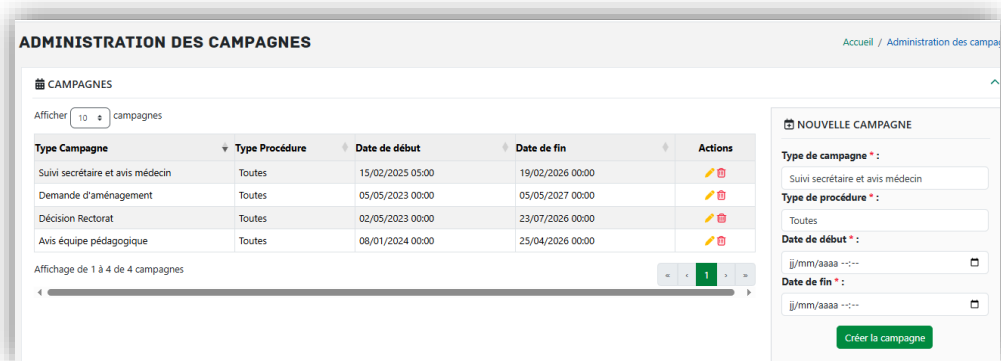 ADMINISTRATION DES CAMPAGNES
Accueil / Administration des campag
CAMPAGNES
Afficher 10 campagnes
Type Campagne Type Procédure Date de début Date de fin Actions
Suivi secrétaire et avis médecin Toutes 15/02/2025 05:00 19/02/2026 00:00
Demande d'aménagement Toutes 05/05/2023 00:00 05/05/2027 00:00
Décision Rectorat Toutes 02/05/2023 00:00 23/07/2026 00:00
Avis équipe pédagogique Toutes 08/01/2024 00:00 25/04/2026 00:00
Affichage de 1 à 4 de 4 campagnes
« ‹ 1 › »
NOUVELLE CAMPAGNE
Type de campagne * :
Suivi secrétaire et avis médecin
Type de procédure * :
Toutes
Date de début * :
jj/mm/aaaa --:--
Date de fin * :
jj/mm/aaaa --:--
Créer la campagne